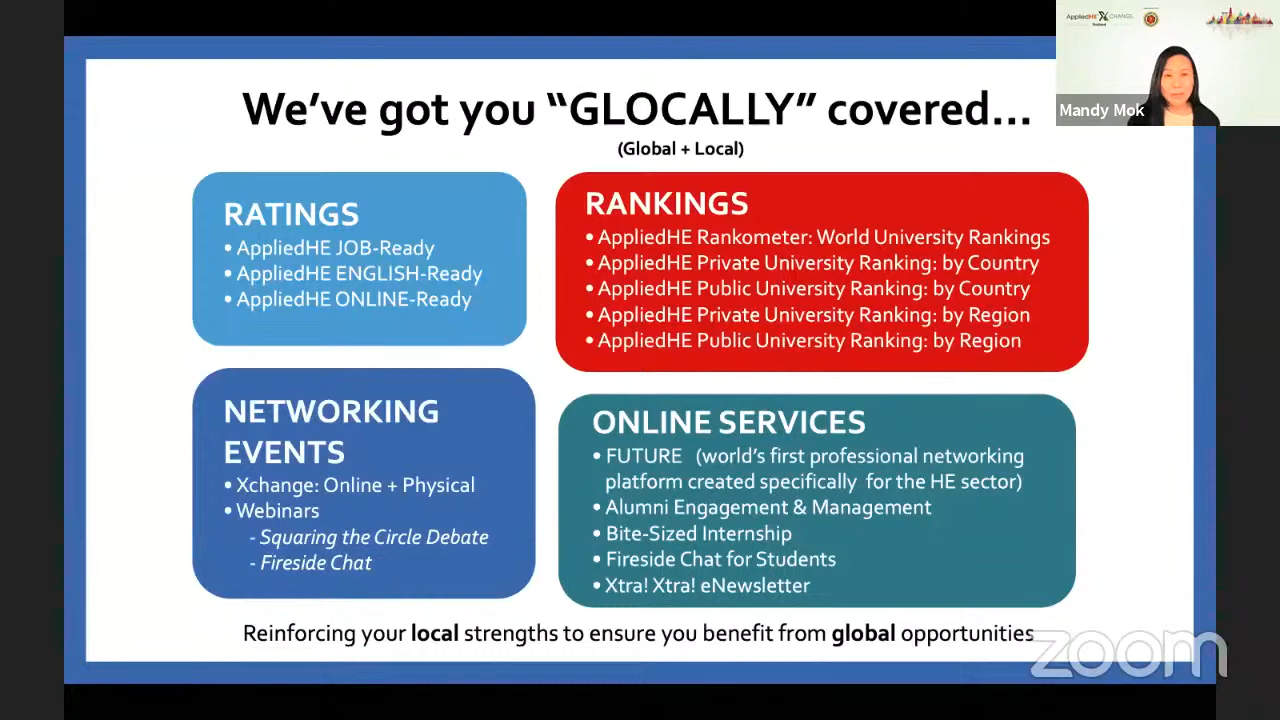 AppliedHE XCHANGE
Mandy Mok
We've got you “GLOCALLY” covered...
(Global + Local)
RATINGS
• AppliedHE JOB-Ready
• AppliedHE ENGLISH-Ready
• AppliedHE ONLINE-Ready
RANKINGS
• AppliedHE Rankometer: World University Rankings
• AppliedHE Private University Ranking: by Country
• AppliedHE Public University Ranking: by Country
• AppliedHE Private University Ranking: by Region
• AppliedHE Public University Ranking: by Region
NETWORKING
EVENTS
• Xchange: Online + Physical
• Webinars
- Squaring the Circle Debate
- Fireside Chat
ONLINE SERVICES
• FUTURE (world's first professional networking
platform created specifically for the HE sector)
• Alumni Engagement & Management
• Bite-Sized Internship
• Fireside Chat for Students
• Xtra! Xtra! eNewsletter
Reinforcing your local strengths to ensure you benefit from global opportunities
zoom